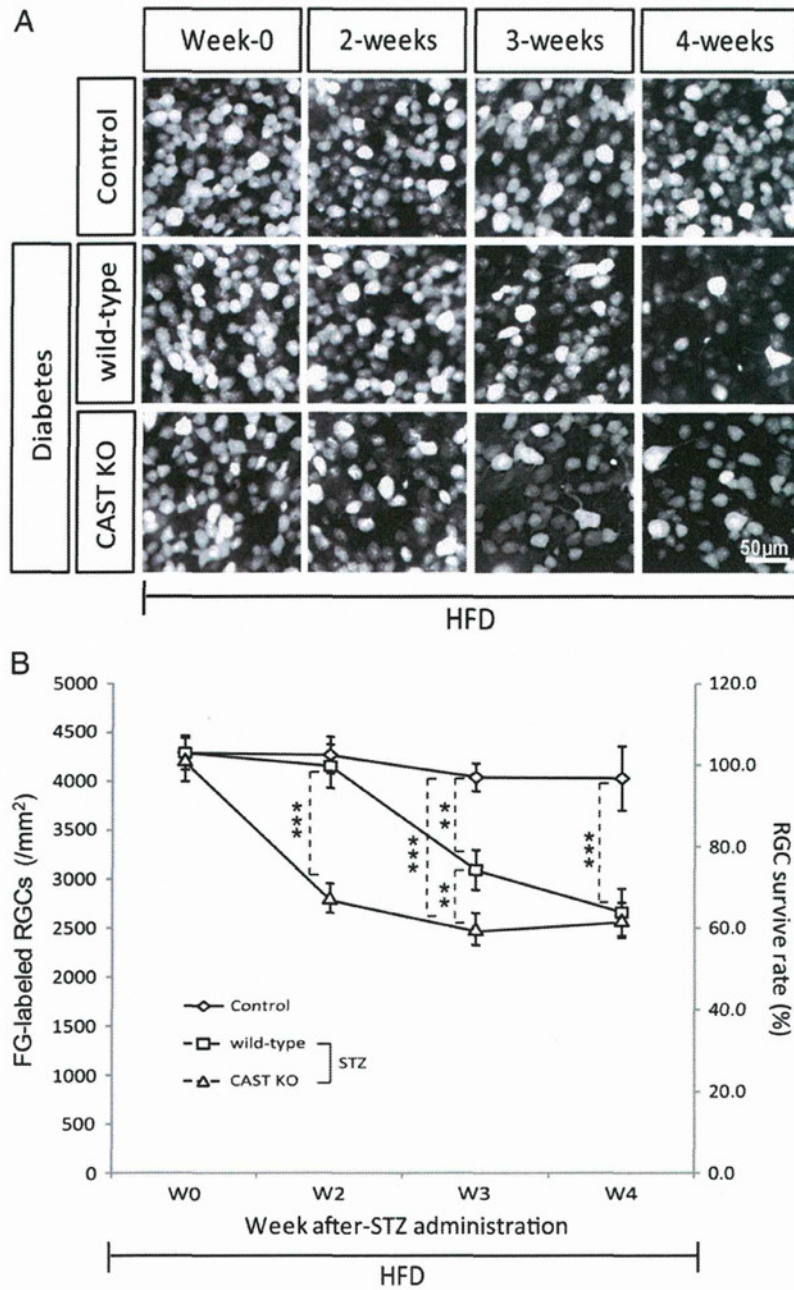 A
Week-0 2-weeks 3-weeks 4-weeks
Control
Diabetes
wild-type
CAST KO
50μm
HFD
B
FG-labeled RGCs (/mm²)
5000
4500
4000
3500
3000
2500
2000
1500
1000
500
0
120.0
100.0
80.0
60.0
40.0
20.0
0.0
RGC survive rate (%)
***
***
**
**
***
Control
wild-type
CAST KO
STZ
W0 W2 W3 W4
Week after-STZ administration
HFD